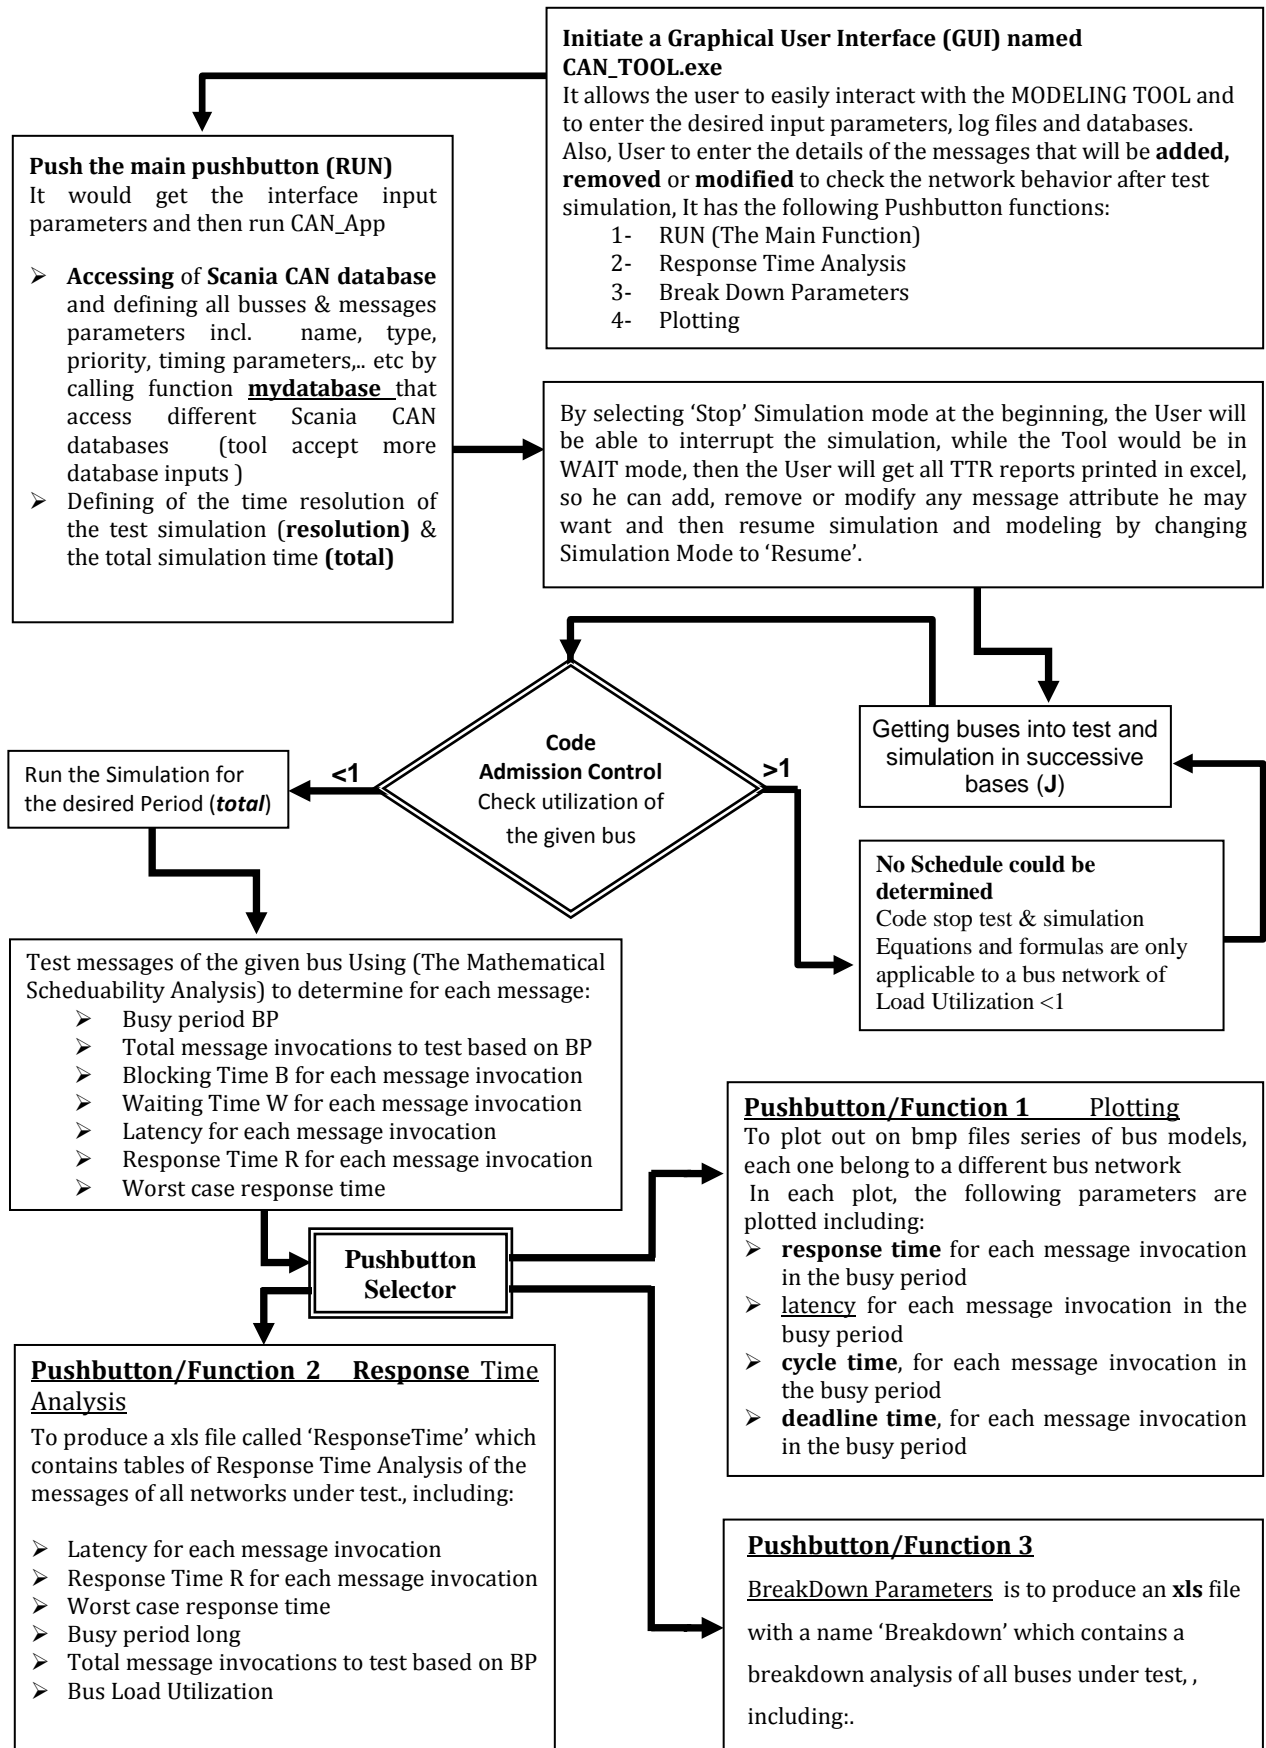 Initiate a Graphical User Interface (GUI) named
CAN_TOOL.exe
It allows the user to easily interact with the MODELING TOOL and
to enter the desired input parameters, log files and databases.
Also, User to enter the details of the messages that will be added,
removed or modified to check the network behavior after test
simulation, It has the following Pushbutton functions:
1- RUN (The Main Function)
2- Response Time Analysis
3- Break Down Parameters
4- Plotting
Push the main pushbutton (RUN)
It would get the interface input
parameters and then run CAN_App
➢ Accessing of Scania CAN database
and defining all busses & messages
parameters incl. name, type,
priority, timing parameters,.. etc by
calling function mydatabase that
access different Scania CAN
databases (tool accept more
database inputs )
➢ Defining of the time resolution of
the test simulation (resolution) &
the total simulation time (total)
By selecting ‘Stop’ Simulation mode at the beginning, the User will
be able to interrupt the simulation, while the Tool would be in
WAIT mode, then the User will get all TTR reports printed in excel,
so he can add, remove or modify any message attribute he may
want and then resume simulation and modeling by changing
Simulation Mode to ‘Resume’.
Getting buses into test and
simulation in successive
bases (J)
Code
Admission Control
Check utilization of
the given bus
<1
>1
Run the Simulation for
the desired Period (total)
No Schedule could be
determined
Code stop test & simulation
Equations and formulas are only
applicable to a bus network of
Load Utilization <1
Test messages of the given bus Using (The Mathematical
Scheduability Analysis) to determine for each message:
➢ Busy period BP
➢ Total message invocations to test based on BP
➢ Blocking Time B for each message invocation
➢ Waiting Time W for each message invocation
➢ Latency for each message invocation
➢ Response Time R for each message invocation
➢ Worst case response time
Pushbutton
Selector
Pushbutton/Function 1 Plotting
To plot out on bmp files series of bus models,
each one belong to a different bus network
In each plot, the following parameters are
plotted including:
➢ response time for each message invocation
in the busy period
➢ latency for each message invocation in the
busy period
➢ cycle time, for each message invocation in
the busy period
➢ deadline time, for each message invocation
in the busy period
Pushbutton/Function 2 Response Time
Analysis
To produce a xls file called ‘ResponseTime’ which
contains tables of Response Time Analysis of the
messages of all networks under test., including:
➢ Latency for each message invocation
➢ Response Time R for each message invocation
➢ Worst case response time
➢ Busy period long
➢ Total message invocations to test based on BP
➢ Bus Load Utilization
Pushbutton/Function 3
BreakDown Parameters is to produce an xls file
with a name ‘Breakdown’ which contains a
breakdown analysis of all buses under test, ,
including:.